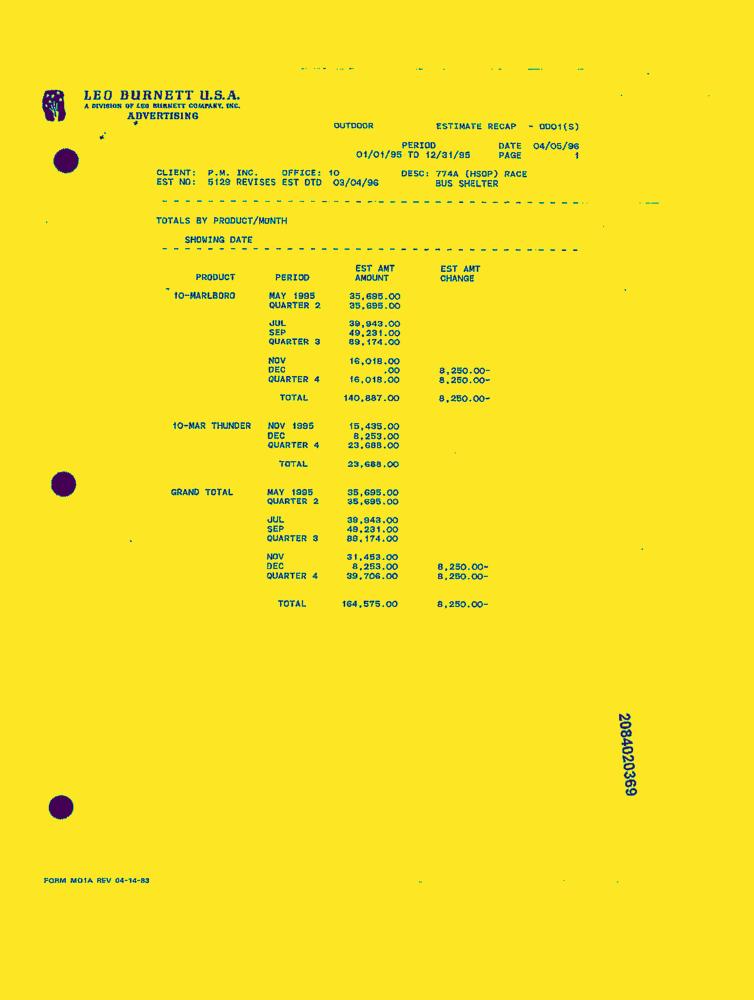 LEO BURNETT U.S.A.
A DIVISION OF LEO BURNETT COMPANY, INC.
ADVERTISING
OUTDOOR ESTIMATE RECAP - 0001(S)
PERIOD DATE 04/05/96
01/01/95 TO 12/31/95 PAGE 1
CLIENT: P.M. INC. OFFICE: 10 DESC: 774A (HSOP) RACE
EST NO: 5129 REVISES EST DTD 03/04/96 BUS SHELTER
TOTALS BY PRODUCT/MONTH
SHOWING DATE
EST AMT EST AMT
PRODUCT PERIOD AMOUNT CHANGE
10-MARLBORO MAY 1995 35,695.00
QUARTER 2 35,695.00
JUL 39,943.00
SEP 49,231.00
QUARTER 3 89,174.00
NOV 16,018.00
DEC .00 8,250.00-
QUARTER 4 16,018.00 8,250.00-
TOTAL 140,887.00 8,250.00-
10-MAR THUNDER NOV 1995 15,435.00
DEC 8,253.00
QUARTER 4 23,688.00
TOTAL 23,688.00
GRAND TOTAL MAY 1995 35,695.00
QUARTER 2 35,695.00
JUL 39,943.00
SEP 49,231.00
QUARTER 3 89,174.00
NOV 31,453.00
DEC 8,253.00 8,250.00-
QUARTER 4 39,706.00 8,250.00-
TOTAL 164,575.00 8,250.00-
2084020369
FORM M01A REV 04-14-83